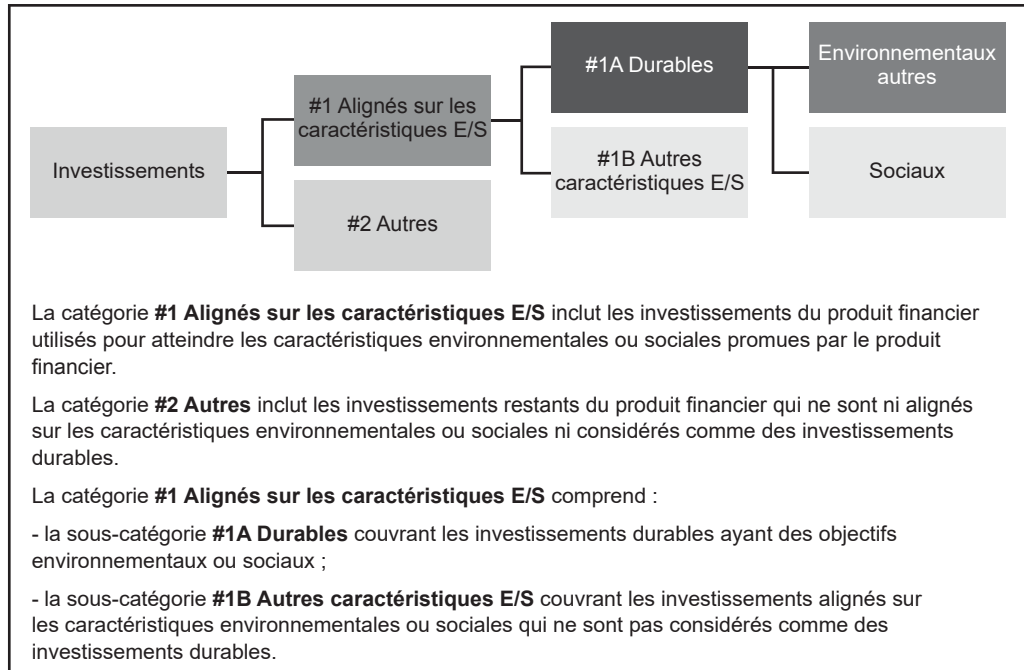 #1A Durables
Environnementaux
autres
#1 Alignés sur les
caractéristiques E/S
Investissements
#1B Autres
caractéristiques E/S
Sociaux
#2 Autres
La catégorie #1 Alignés sur les caractéristiques E/S inclut les investissements du produit financier
utilisés pour atteindre les caractéristiques environnementales ou sociales promues par le produit
financier.
La catégorie #2 Autres inclut les investissements restants du produit financier qui ne sont ni alignés
sur les caractéristiques environnementales ou sociales ni considérés comme des investissements
durables.
La catégorie #1 Alignés sur les caractéristiques E/S comprend :
- la sous-catégorie #1A Durables couvrant les investissements durables ayant des objectifs
environnementaux ou sociaux ;
- la sous-catégorie #1B Autres caractéristiques E/S couvrant les investissements alignés sur
les caractéristiques environnementales ou sociales qui ne sont pas considérés comme des
investissements durables.